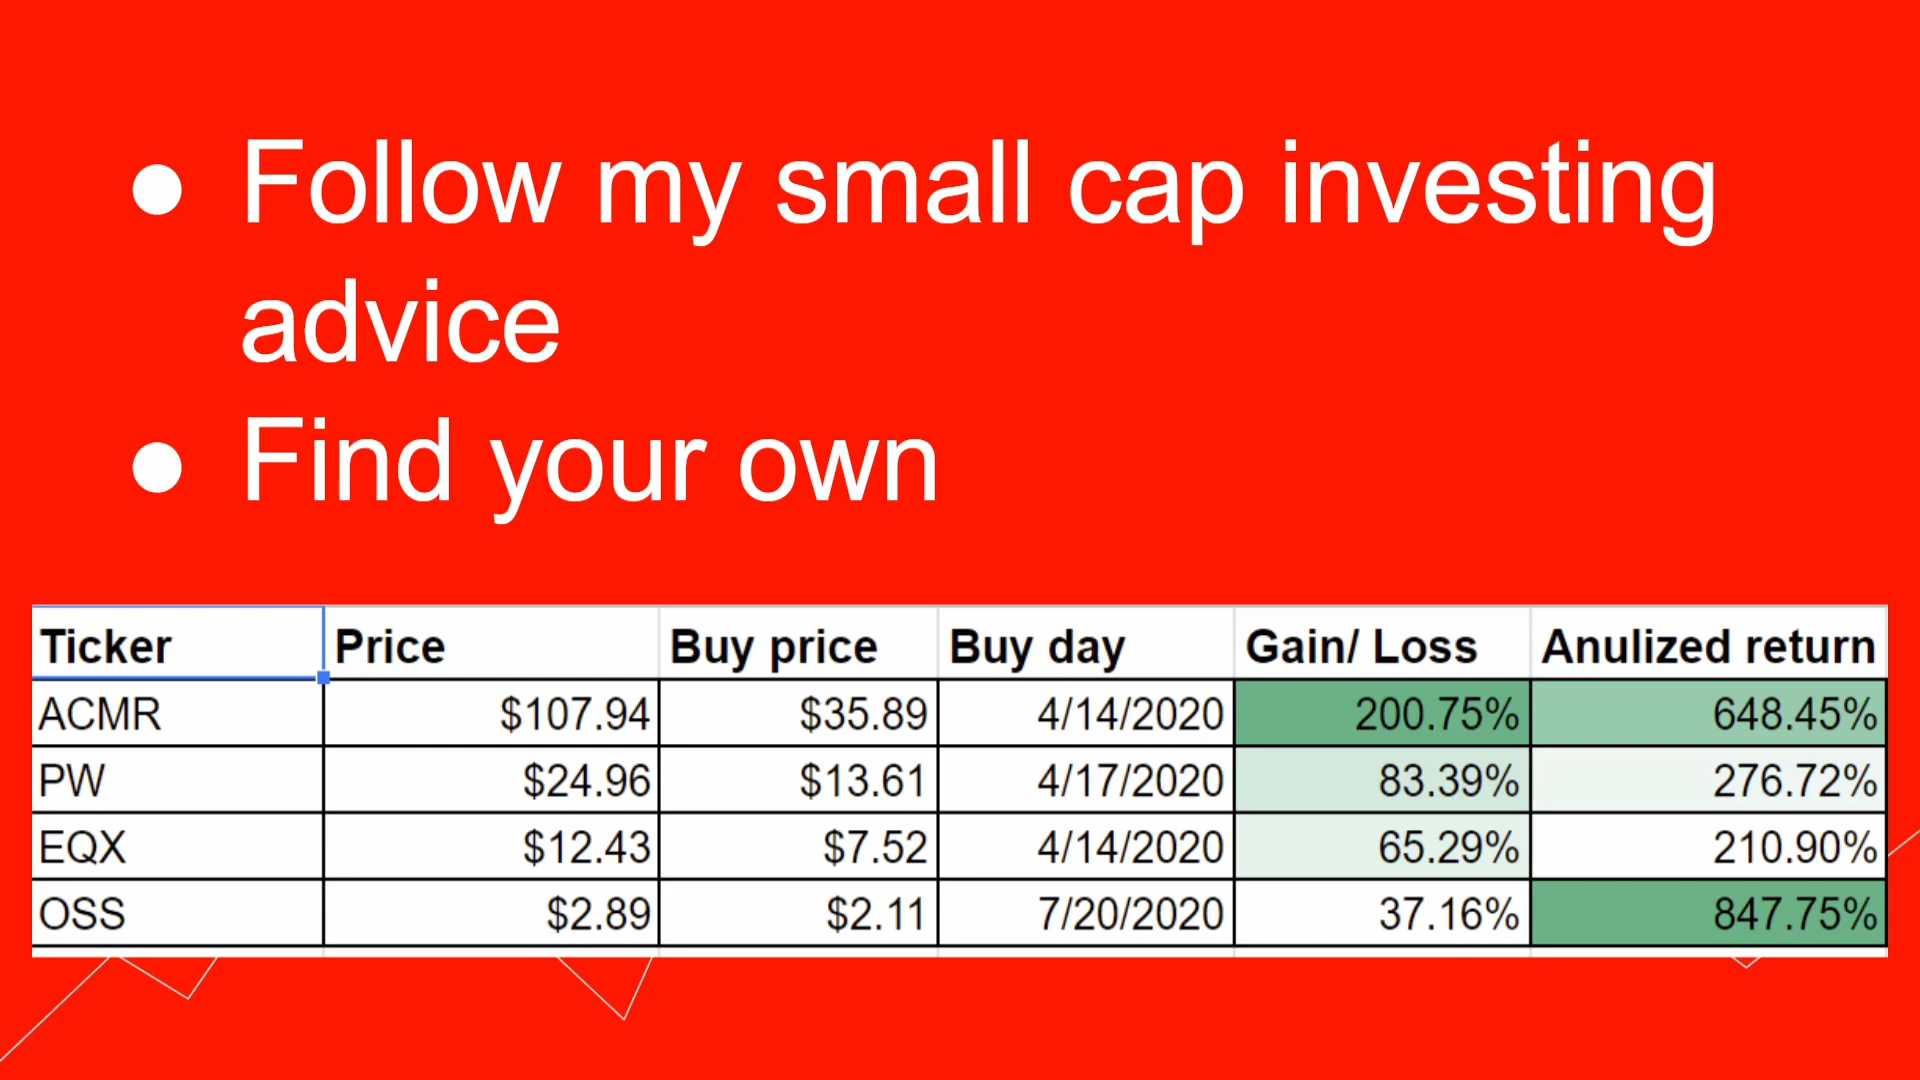 ● Follow my small cap investing
advice
● Find your own
Ticker Price Buy price Buy day Gain/ Loss Anulized return
ACMR $107.94 $35.89 4/14/2020 200.75% 648.45%
PW $24.96 $13.61 4/17/2020 83.39% 276.72%
EQX $12.43 $7.52 4/14/2020 65.29% 210.90%
OSS $2.89 $2.11 7/20/2020 37.16% 847.75%